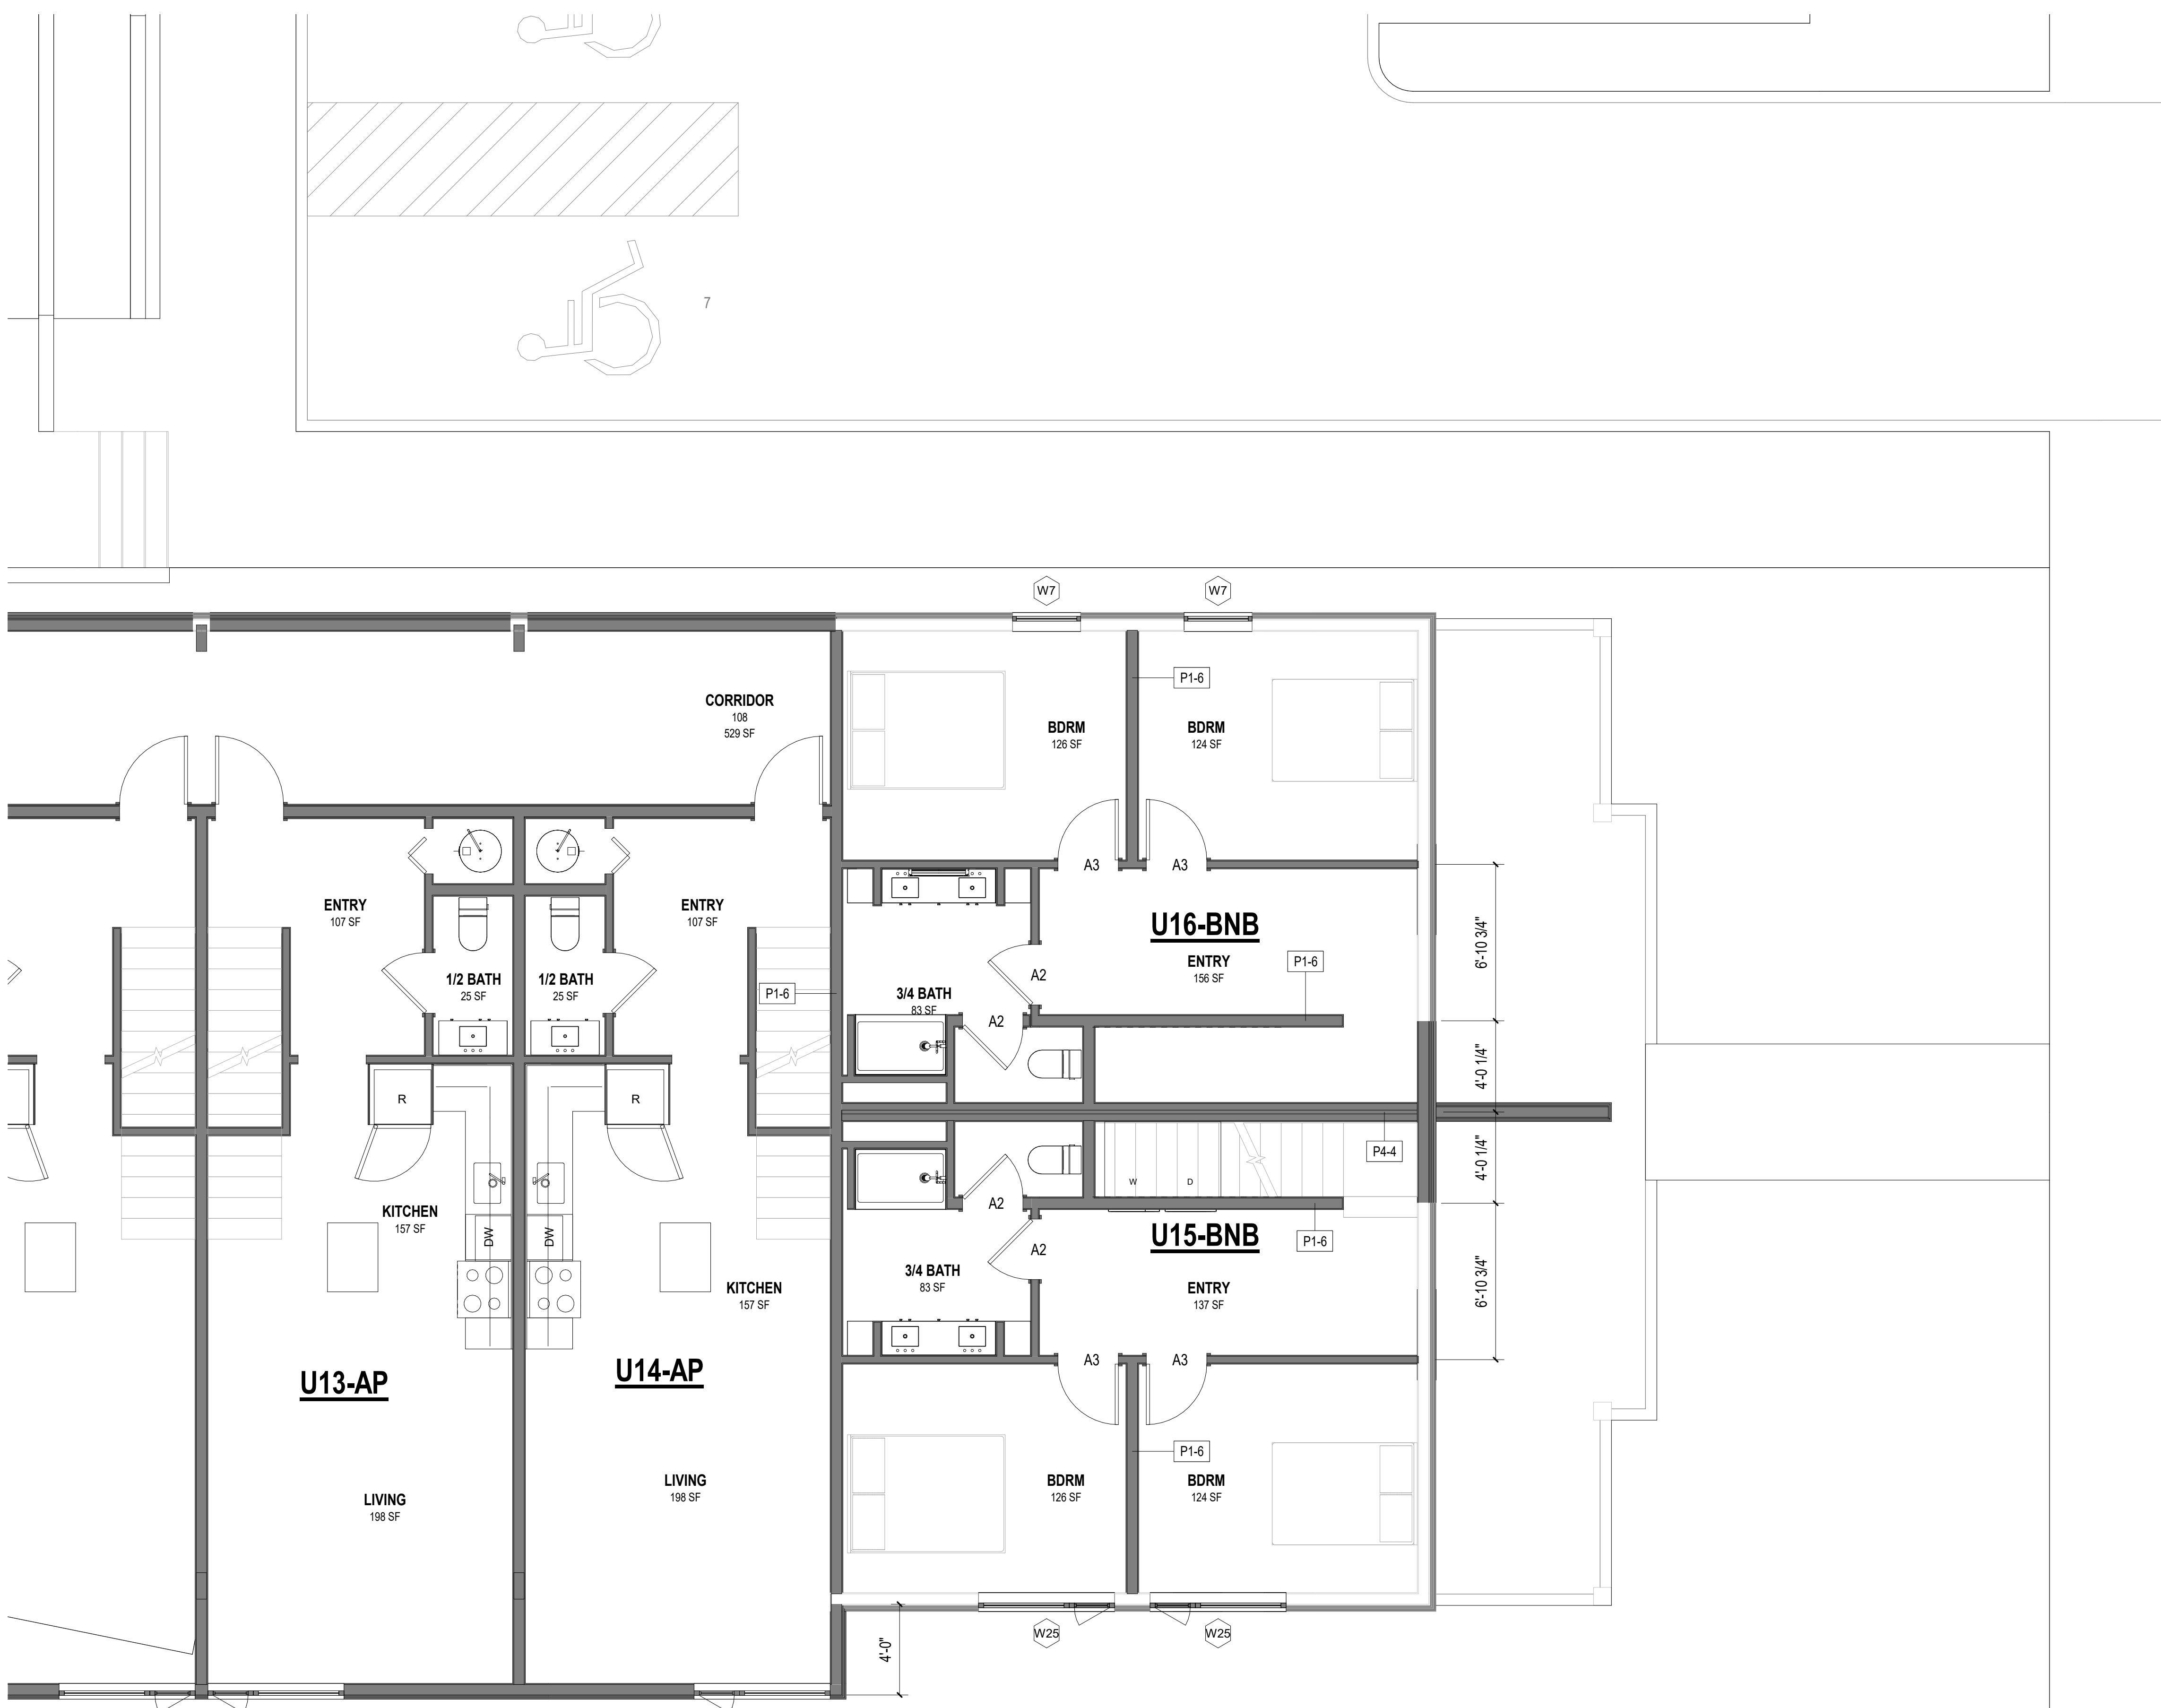 7
W7
W7
CORRIDOR
108
529 SF
P1-6
BDRM
126 SF
BDRM
124 SF
A3
A3
ENTRY
107 SF
ENTRY
107 SF
U16-BNB
ENTRY
156 SF
P1-6
6'-10 3/4"
1/2 BATH
25 SF
1/2 BATH
25 SF
P1-6
3/4 BATH
83 SF
A2
A2
4'-0 1/4"
R
R
P4-4
4'-0 1/4"
W
D
A2
KITCHEN
157 SF
DW
DW
U15-BNB
P1-6
A2
3/4 BATH
83 SF
KITCHEN
157 SF
ENTRY
137 SF
6'-10 3/4"
A3
A3
U13-AP
U14-AP
P1-6
LIVING
198 SF
LIVING
198 SF
BDRM
126 SF
BDRM
124 SF
W25
W25
4'-0"